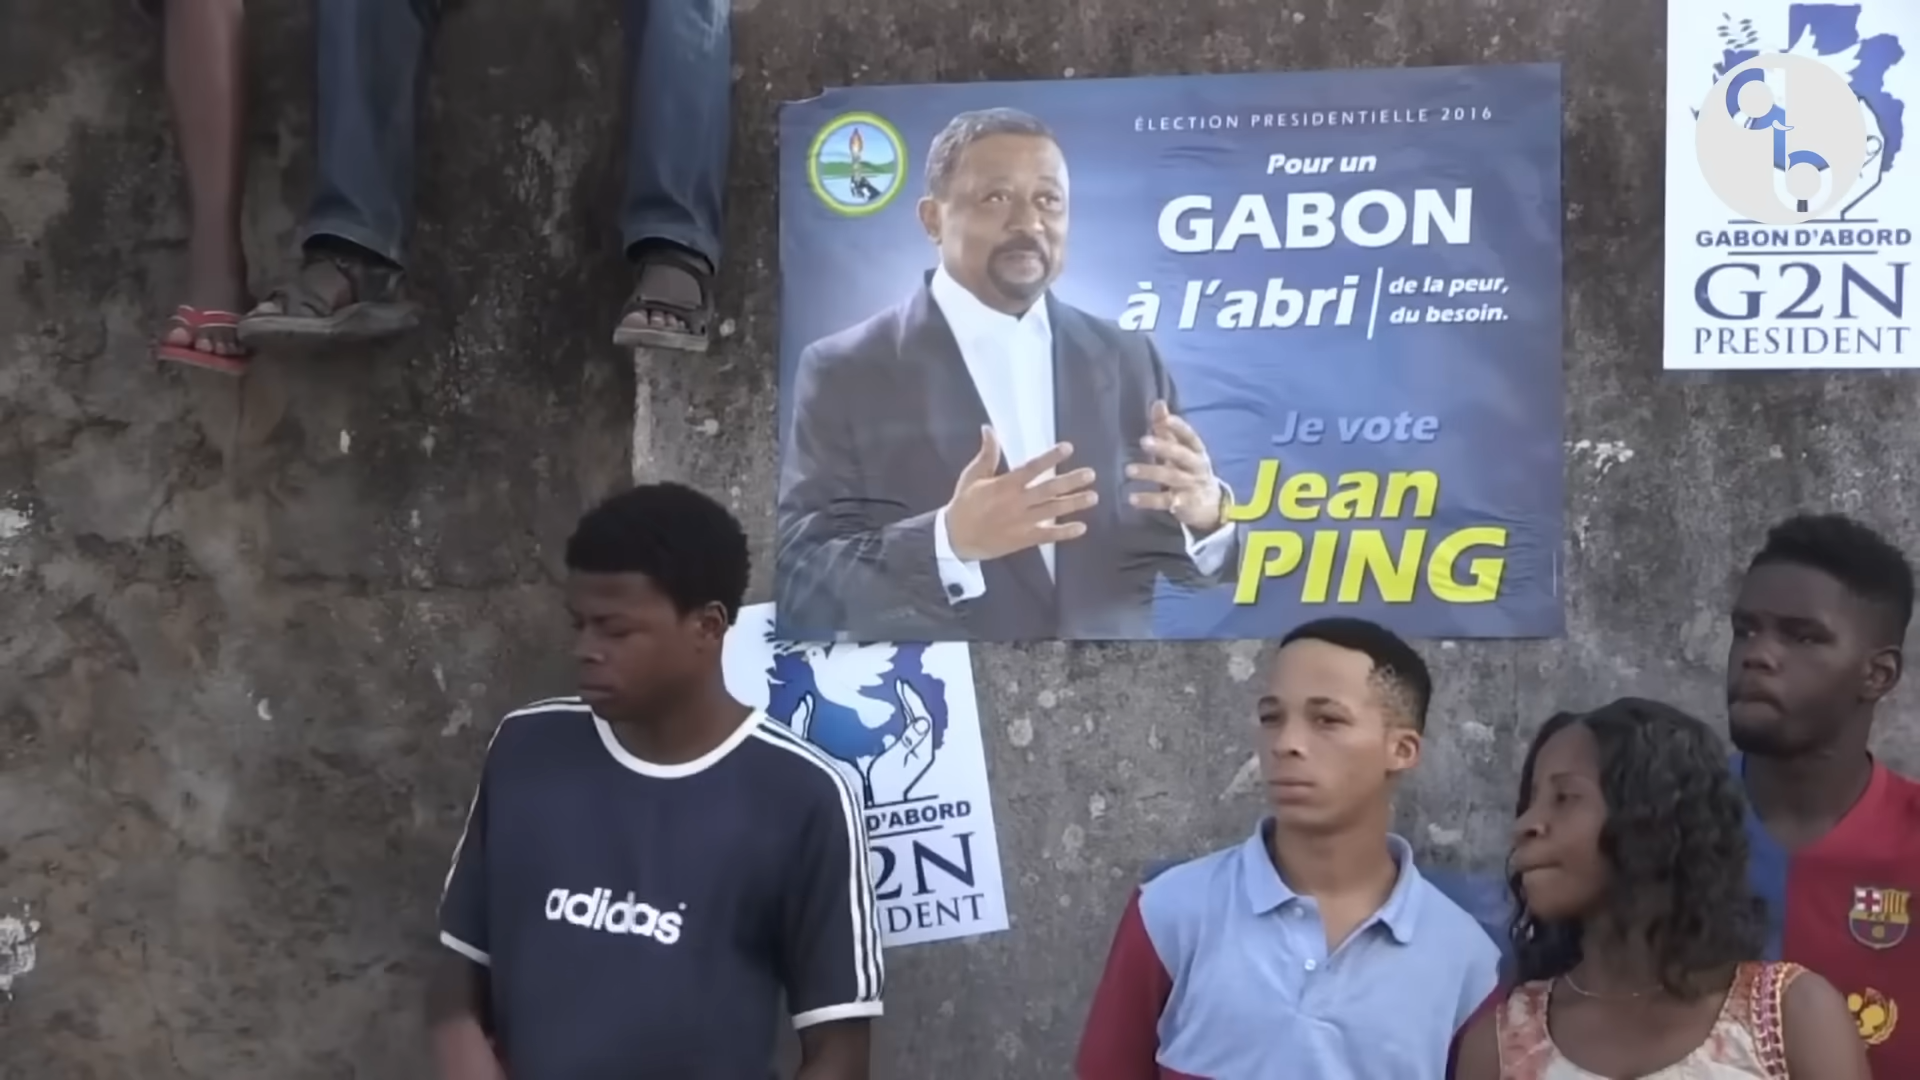 ÉLECTION PRESIDENTIELLE 2016
Pour un
GABON
à l'abri
de la peur,
du besoin.
Je vote
Jean
PING
GABON D'ABORD
G2N
PRESIDENT
D'ABORD
2N
IDENT
adidas
FCB